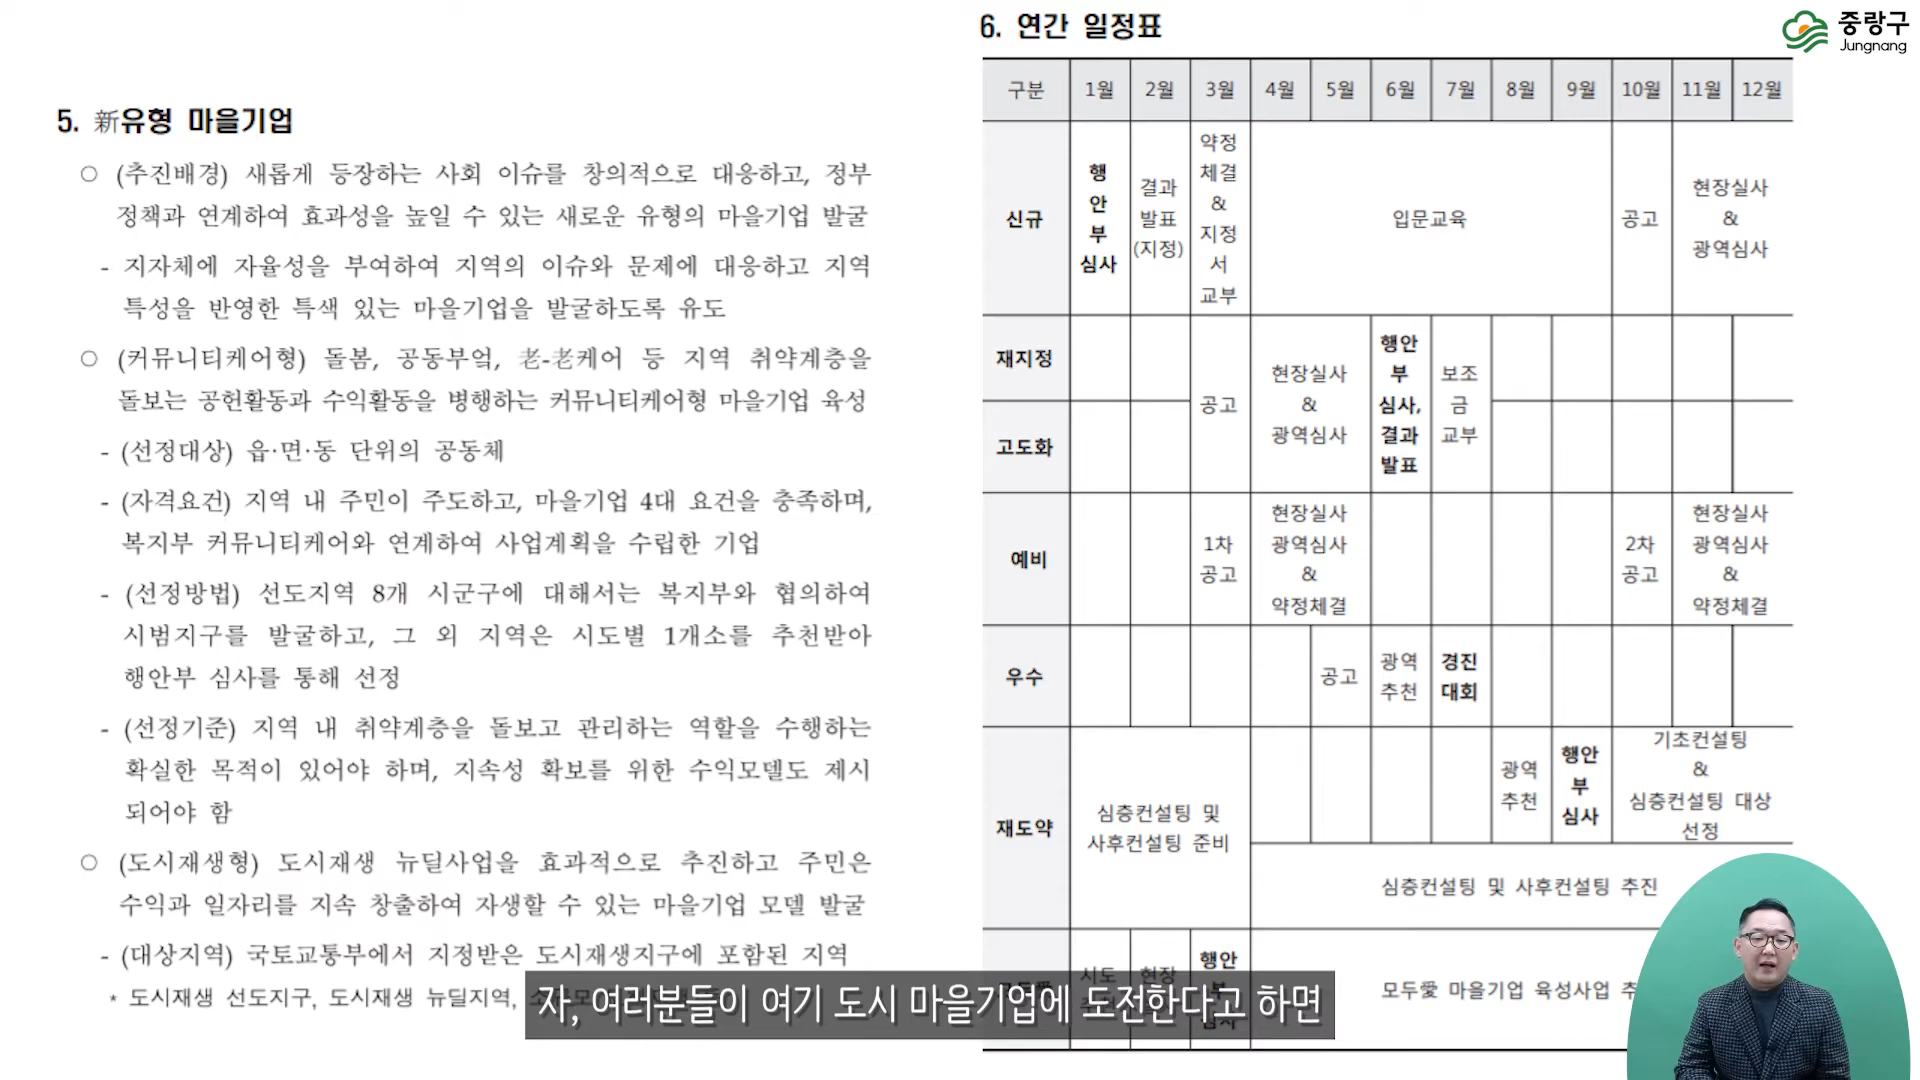 5. 新유형 마을기업
○ (추진배경) 새롭게 등장하는 사회 이슈를 창의적으로 대응하고, 정부
정책과 연계하여 효과성을 높일 수 있는 새로운 유형의 마을기업 발굴
- 지자체에 자율성을 부여하여 지역의 이슈와 문제에 대응하고 지역
특성을 반영한 특색 있는 마을기업을 발굴하도록 유도
○ (커뮤니티케어형) 돌봄, 공동부엌, 老-老케어 등 지역 취약계층을
돌보는 공헌활동과 수익활동을 병행하는 커뮤니티케어형 마을기업 육성
- (선정대상) 읍·면·동 단위의 공동체
- (자격요건) 지역 내 주민이 주도하고, 마을기업 4대 요건을 충족하며,
복지부 커뮤니티케어와 연계하여 사업계획을 수립한 기업
- (선정방법) 선도지역 8개 시군구에 대해서는 복지부와 협의하여
시범지구를 발굴하고, 그 외 지역은 시도별 1개소를 추천받아
행안부 심사를 통해 선정
- (선정기준) 지역 내 취약계층을 돌보고 관리하는 역할을 수행하는
확실한 목적이 있어야 하며, 지속성 확보를 위한 수익모델도 제시
되어야 함
○ (도시재생형) 도시재생 뉴딜사업을 효과적으로 추진하고 주민은
수익과 일자리를 지속 창출하여 자생할 수 있는 마을기업 모델 발굴
- (대상지역) 국토교통부에서 지정받은 도시재생지구에 포함된 지역
* 도시재생 선도지구, 도시재생 뉴딜지역,
6. 연간 일정표
구분 1월 2월 3월 4월 5월 6월 7월 8월 9월 10월 11월 12월
신규
행
안
부
심사
결과
발표
(지정)
약정
체결
&
지정
서
교부
입문교육
공고
현장실사
&
광역심사
재지정
고도화
공고
현장실사
&
광역심사
행안
부
심사,
결과
발표
보조
금
교부
예비
1차
공고
현장실사
광역심사
&
약정체결
2차
공고
현장실사
광역심사
&
약정체결
우수
공고
광역
추천
경진
대회
재도약
심층컨설팅 및
사후컨설팅 준비
광역
추천
행안
부
심사
기초컨설팅
&
심층컨설팅 대상
선정
심층컨설팅 및 사후컨설팅 추진
시도
현장
행안
부
심사
모두愛 마을기업 육성사업
중랑구
Jungnang
자, 여러분들이 여기 도시 마을기업에 도전한다고 하면